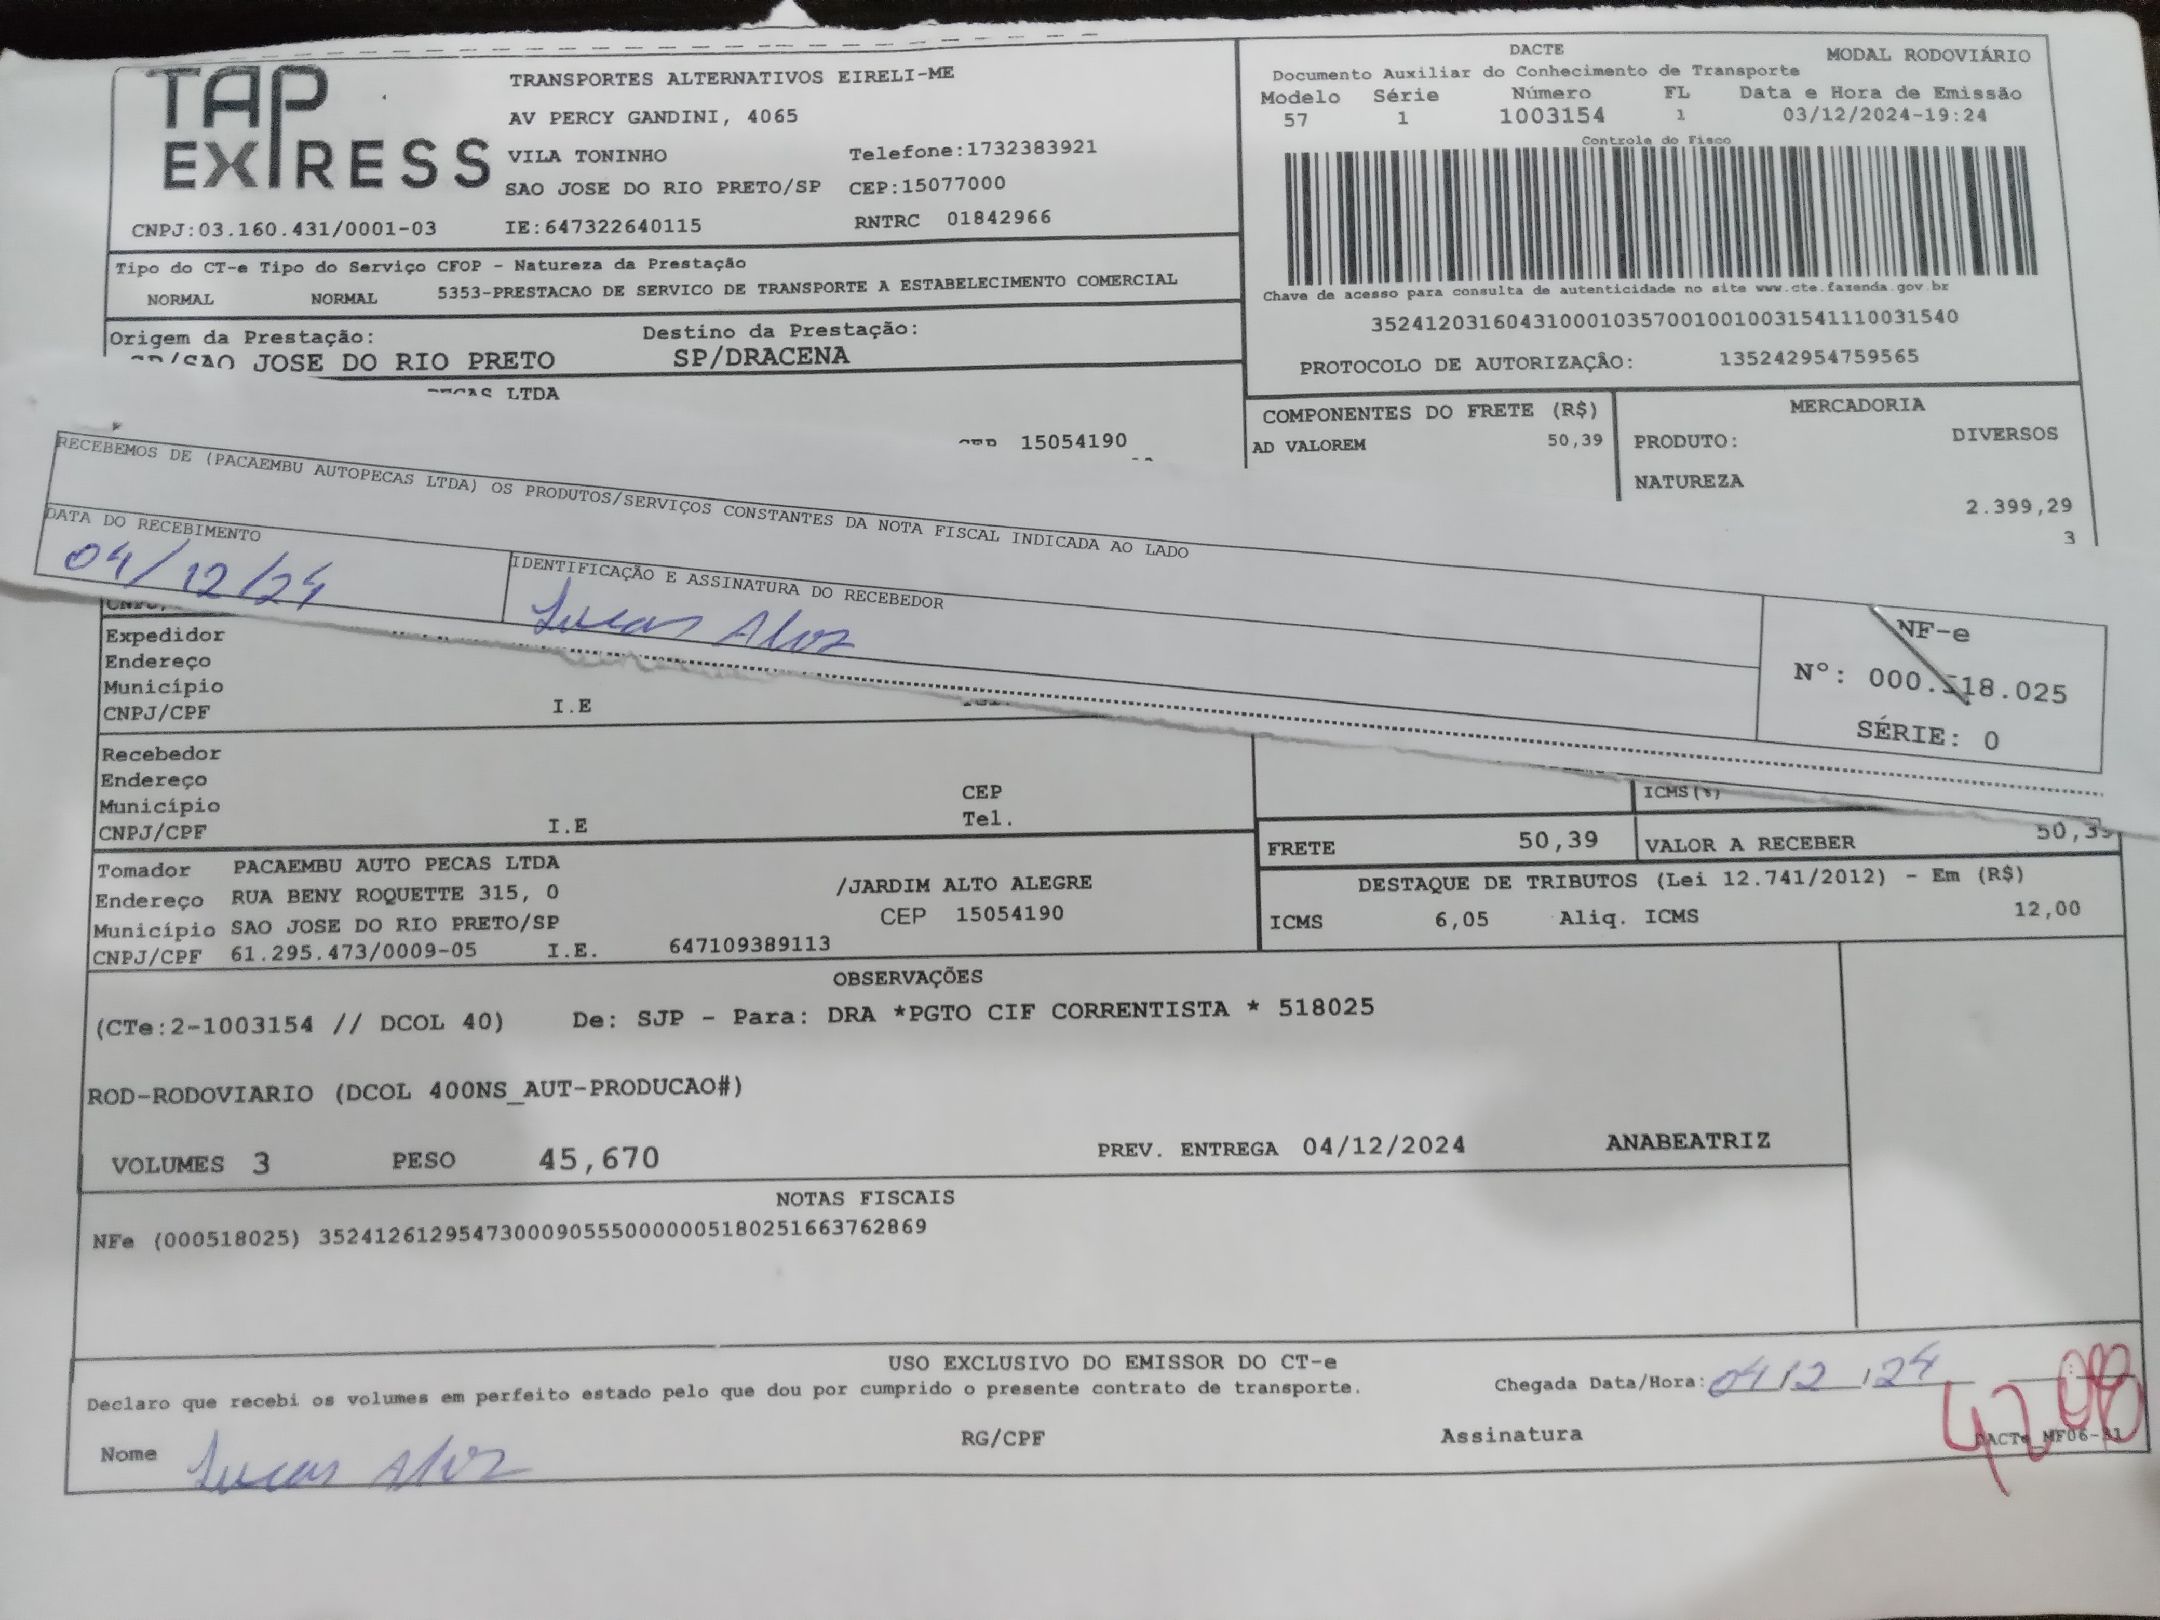 TAP EXPRESS
TRANSPORTES ALTERNATIVOS EIRELI-ME
AV PERCY GANDINI, 4065
VILA TONINHO Telefone:1732383921
SAO JOSE DO RIO PRETO/SP CEP:15077000
CNPJ:03.160.431/0001-03 IE:647322640115 RNTRC 01842966
DACTE MODAL RODOVIÁRIO
Documento Auxiliar do Conhecimento de Transporte
Modelo Série Número FL Data e Hora de Emissão
57 1 1003154 1 03/12/2024-19:24
Controle do Fisco
Chave de acesso para consulta de autenticidade no site www.cte.fazenda.gov.br
35241203160431000103570010010031541110031540
PROTOCOLO DE AUTORIZAÇÃO: 135242954759565
Tipo do CT-e Tipo do Serviço CFOP - Natureza da Prestação
NORMAL NORMAL 5353-PRESTACAO DE SERVICO DE TRANSPORTE A ESTABELECIMENTO COMERCIAL
Origem da Prestação: Destino da Prestação:
SP/SAO JOSE DO RIO PRETO SP/DRACENA
PECAS LTDA
CEP 15054190
COMPONENTES DO FRETE (R$) MERCADORIA
AD VALOREM 50,39 PRODUTO: DIVERSOS
NATUREZA
2.399,29
3
RECEBEMOS DE (PACAEMBU AUTOPECAS LTDA) OS PRODUTOS/SERVIÇOS CONSTANTES DA NOTA FISCAL INDICADA AO LADO
DATA DO RECEBIMENTO IDENTIFICAÇÃO E ASSINATURA DO RECEBEDOR
04/12/24 Lucas Alvz
NF-e
Nº: 000.518.025
SÉRIE: 0
Expedidor
Endereço
Município
CNPJ/CPF I.E
Recebedor
Endereço
Município CEP
CNPJ/CPF I.E Tel.
ICMS(%)
FRETE 50,39 VALOR A RECEBER 50,39
DESTAQUE DE TRIBUTOS (Lei 12.741/2012) - Em (R$)
ICMS 6,05 Aliq. ICMS 12,00
Tomador PACAEMBU AUTO PECAS LTDA
Endereço RUA BENY ROQUETTE 315, 0 /JARDIM ALTO ALEGRE
Município SAO JOSE DO RIO PRETO/SP CEP 15054190
CNPJ/CPF 61.295.473/0009-05 I.E. 647109389113
OBSERVAÇÕES
(CTe:2-1003154 // DCOL 40) De: SJP - Para: DRA *PGTO CIF CORRENTISTA * 518025
ROD-RODOVIARIO (DCOL 400NS_AUT-PRODUCAO#)
VOLUMES 3 PESO 45,670 PREV. ENTREGA 04/12/2024 ANABEATRIZ
NOTAS FISCAIS
NFe (000518025) 35241261295473000905550000005180251663762869
USO EXCLUSIVO DO EMISSOR DO CT-e
Declaro que recebi os volumes em perfeito estado pelo que dou por cumprido o presente contrato de transporte. Chegada Data/Hora: 04/12/24
Nome Lucas Alvz RG/CPF Assinatura